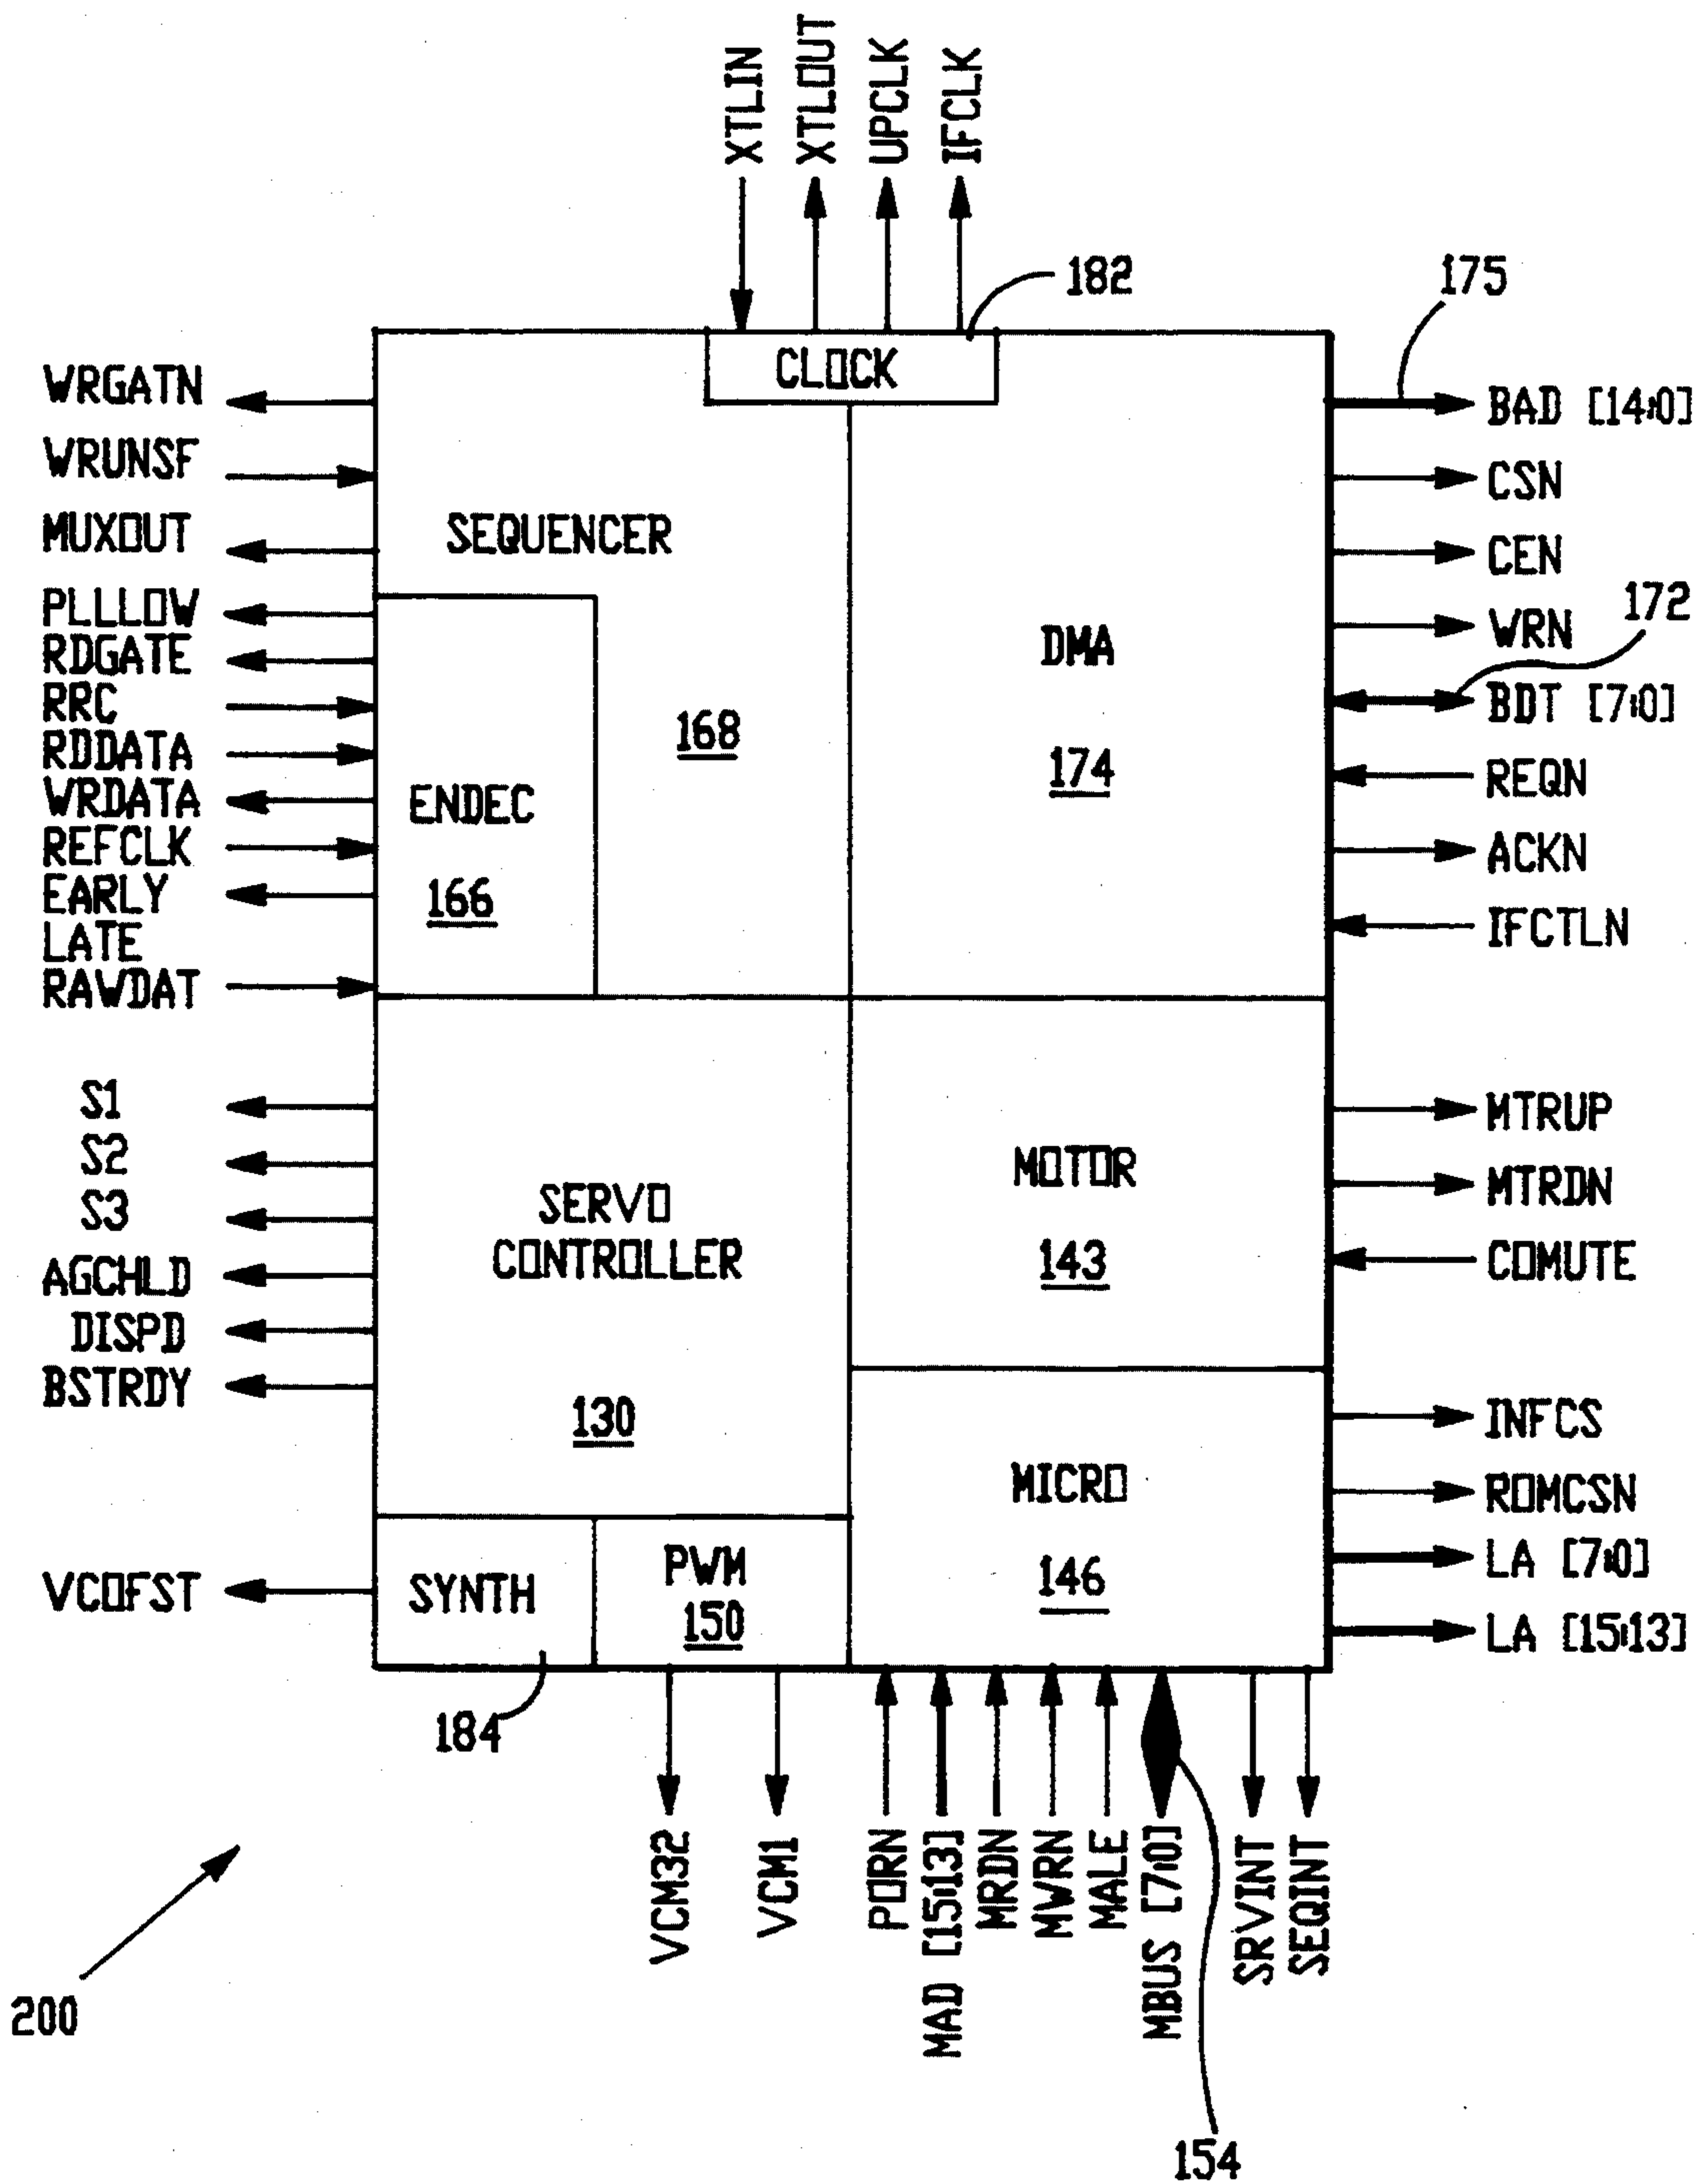 XTLIN
XTLOUT
UPCLK
IFCLK
182
175
CLOCK
WRGATN
WRUNSF
MUXOUT
PLLLOW
RDGATE
RRC
RDDATA
WRDATA
REFCLK
EARLY
LATE
RAWDAT
S1
S2
S3
AGCHLD
DISPD
BSTRDY
VCOFST
SEQUENCER
168
ENDEC
166
DMA
174
SERVO
CONTROLLER
130
MOTOR
143
MICRO
146
SYNTH
PWM
150
184
BAD [14:0]
CSN
CEN
172
WRN
BDT [7:0]
REQN
ACKN
IFCTLN
MTRUP
MTRDN
COMUTE
INFCS
ROMCSN
LA [7:0]
LA [15:13]
VCM32
VCM1
PORN
MAD [15:13]
MRDN
MWRN
MALE
MBUS [7:0]
SRVINT
SEQINT
200
154